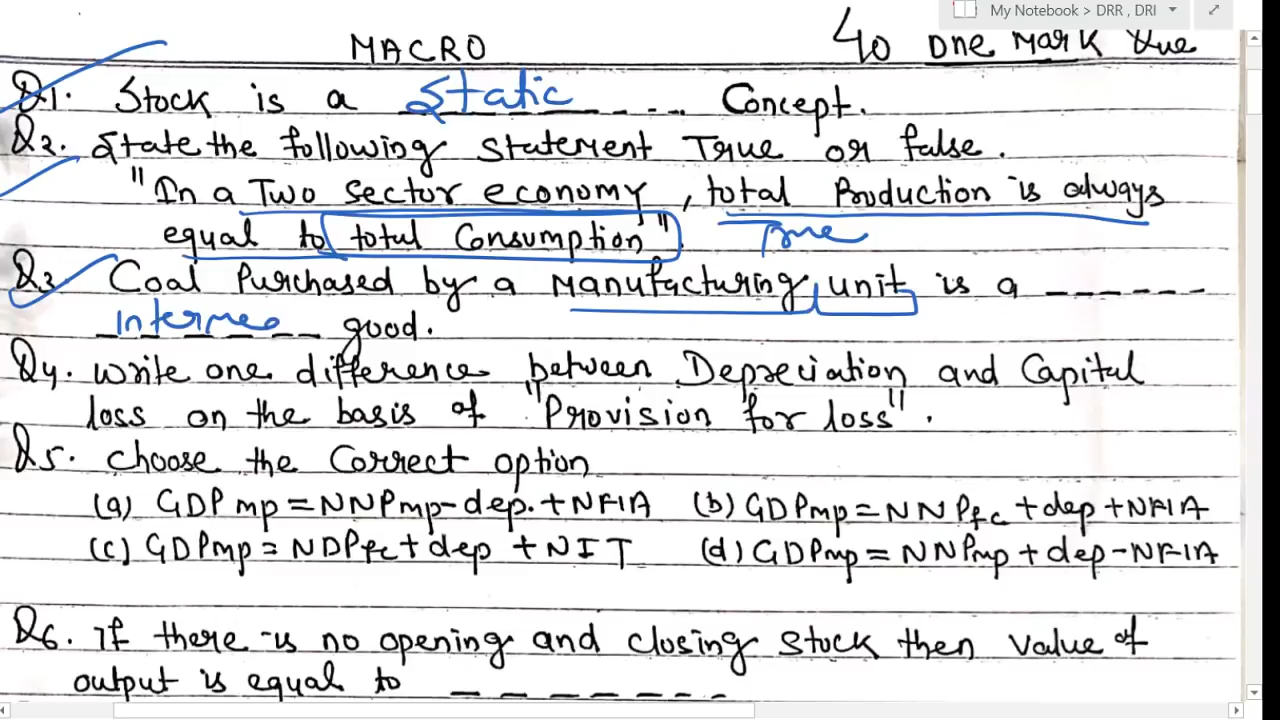 My Notebook > DRR , DRI
MACRO 40 one mark Que
Q1. Stock is a Static Concept.
Q2. State the following statement True or false.
"In a Two sector economy, total Production is always
equal to total Consumption". True
Q3. Coal Purchased by a manufacturing unit is a ______
Interme good.
Q4. write one difference between Depreciation and Capital
loss on the basis of "Provision for loss".
Q5. choose the Correct option
(a) GDPmp = NNPmp - dep. + NFIA (b) GDPmp = NNPfc + dep + NFIA
(c) GDPmp = NDPfc + dep + NIT (d) GDPmp = NNPmp + dep - NFIA
Q6. If there is no opening and closing stock then value of
output is equal to _ _ _ _ _ _ _